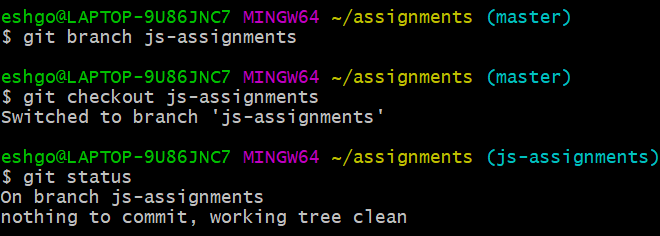 eshgo@LAPTOP-9U86JNC7 MINGW64 ~/assignments (master)
$ git branch js-assignments
eshgo@LAPTOP-9U86JNC7 MINGW64 ~/assignments (master)
$ git checkout js-assignments
Switched to branch 'js-assignments'
eshgo@LAPTOP-9U86JNC7 MINGW64 ~/assignments (js-assignments)
$ git status
On branch js-assignments
nothing to commit, working tree clean